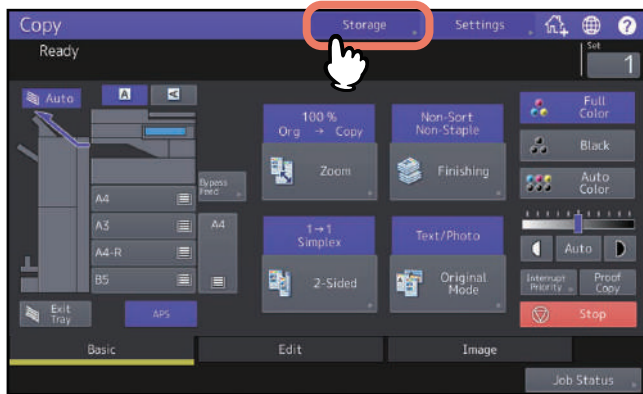 Copy
Storage
Settings
?
Ready
Set
1
Auto
A
A
100 %
Org → Copy
Zoom
Non-Sort
Non-Staple
Finishing
Full
Color
Black
Auto
Color
Bypass
Feed
A4
A3
A4-R
B5
A4
1→1
Simplex
2-Sided
Text/Photo
Original
Mode
Auto
Interrupt
Priority
Proof
Copy
Exit
Tray
APS
Stop
Basic
Edit
Image
Job Status